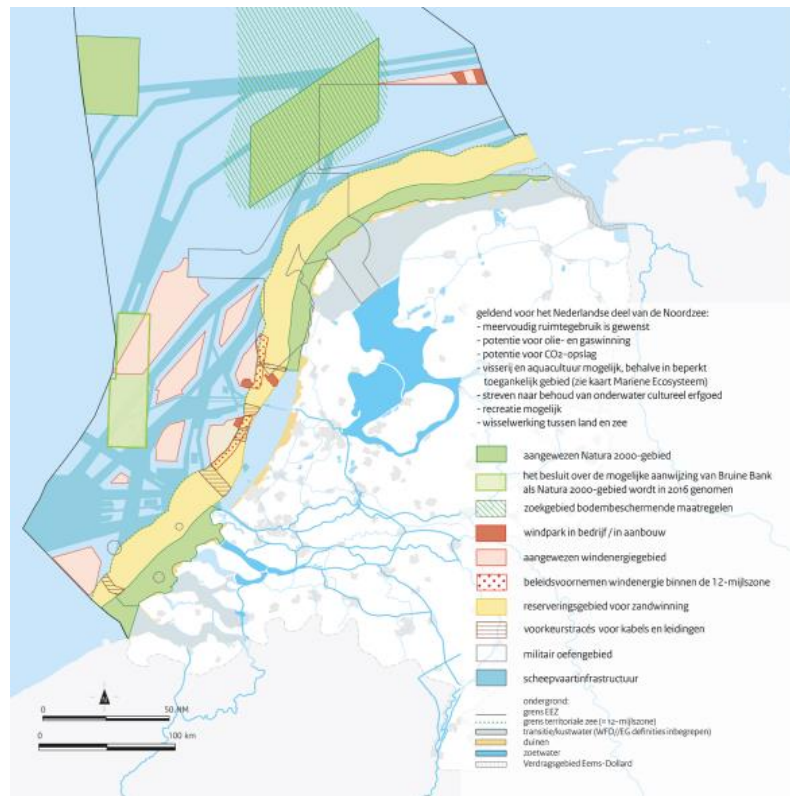 geldend voor het Nederlandse deel van de Noordzee:
- meervoudig ruimtegebruik is gewenst
- potentie voor olie- en gaswinning
- potentie voor CO2-opslag
- visserij en aquacultuur mogelijk, behalve in beperkt
toegankelijk gebied (zie kaart Mariene Ecosysteem)
- streven naar behoud van onderwater cultureel erfgoed
- recreatie mogelijk
- wisselwerking tussen land en zee
aangewezen Natura 2000-gebied
het besluit over de mogelijke aanwijzing van Bruine Bank
als Natura 2000-gebied wordt in 2016 genomen
zoekgebied bodembeschermende maatregelen
windpark in bedrijf / in aanbouw
aangewezen windenergiegebied
beleidsvoornemen windenergie binnen de 12-mijlszone
reserveringsgebied voor zandwinning
voorkeurstracés voor kabels en leidingen
militair oefengebied
scheepvaartinfrastructuur
ondergrond:
grens EEZ
grens territoriale zee (= 12-mijlszone)
transitie/kustwater (WFD//EG definities inbegrepen)
duinen
zoetwater
Verdragsgebied Eems-Dollard
0 50 NM
0 100 km